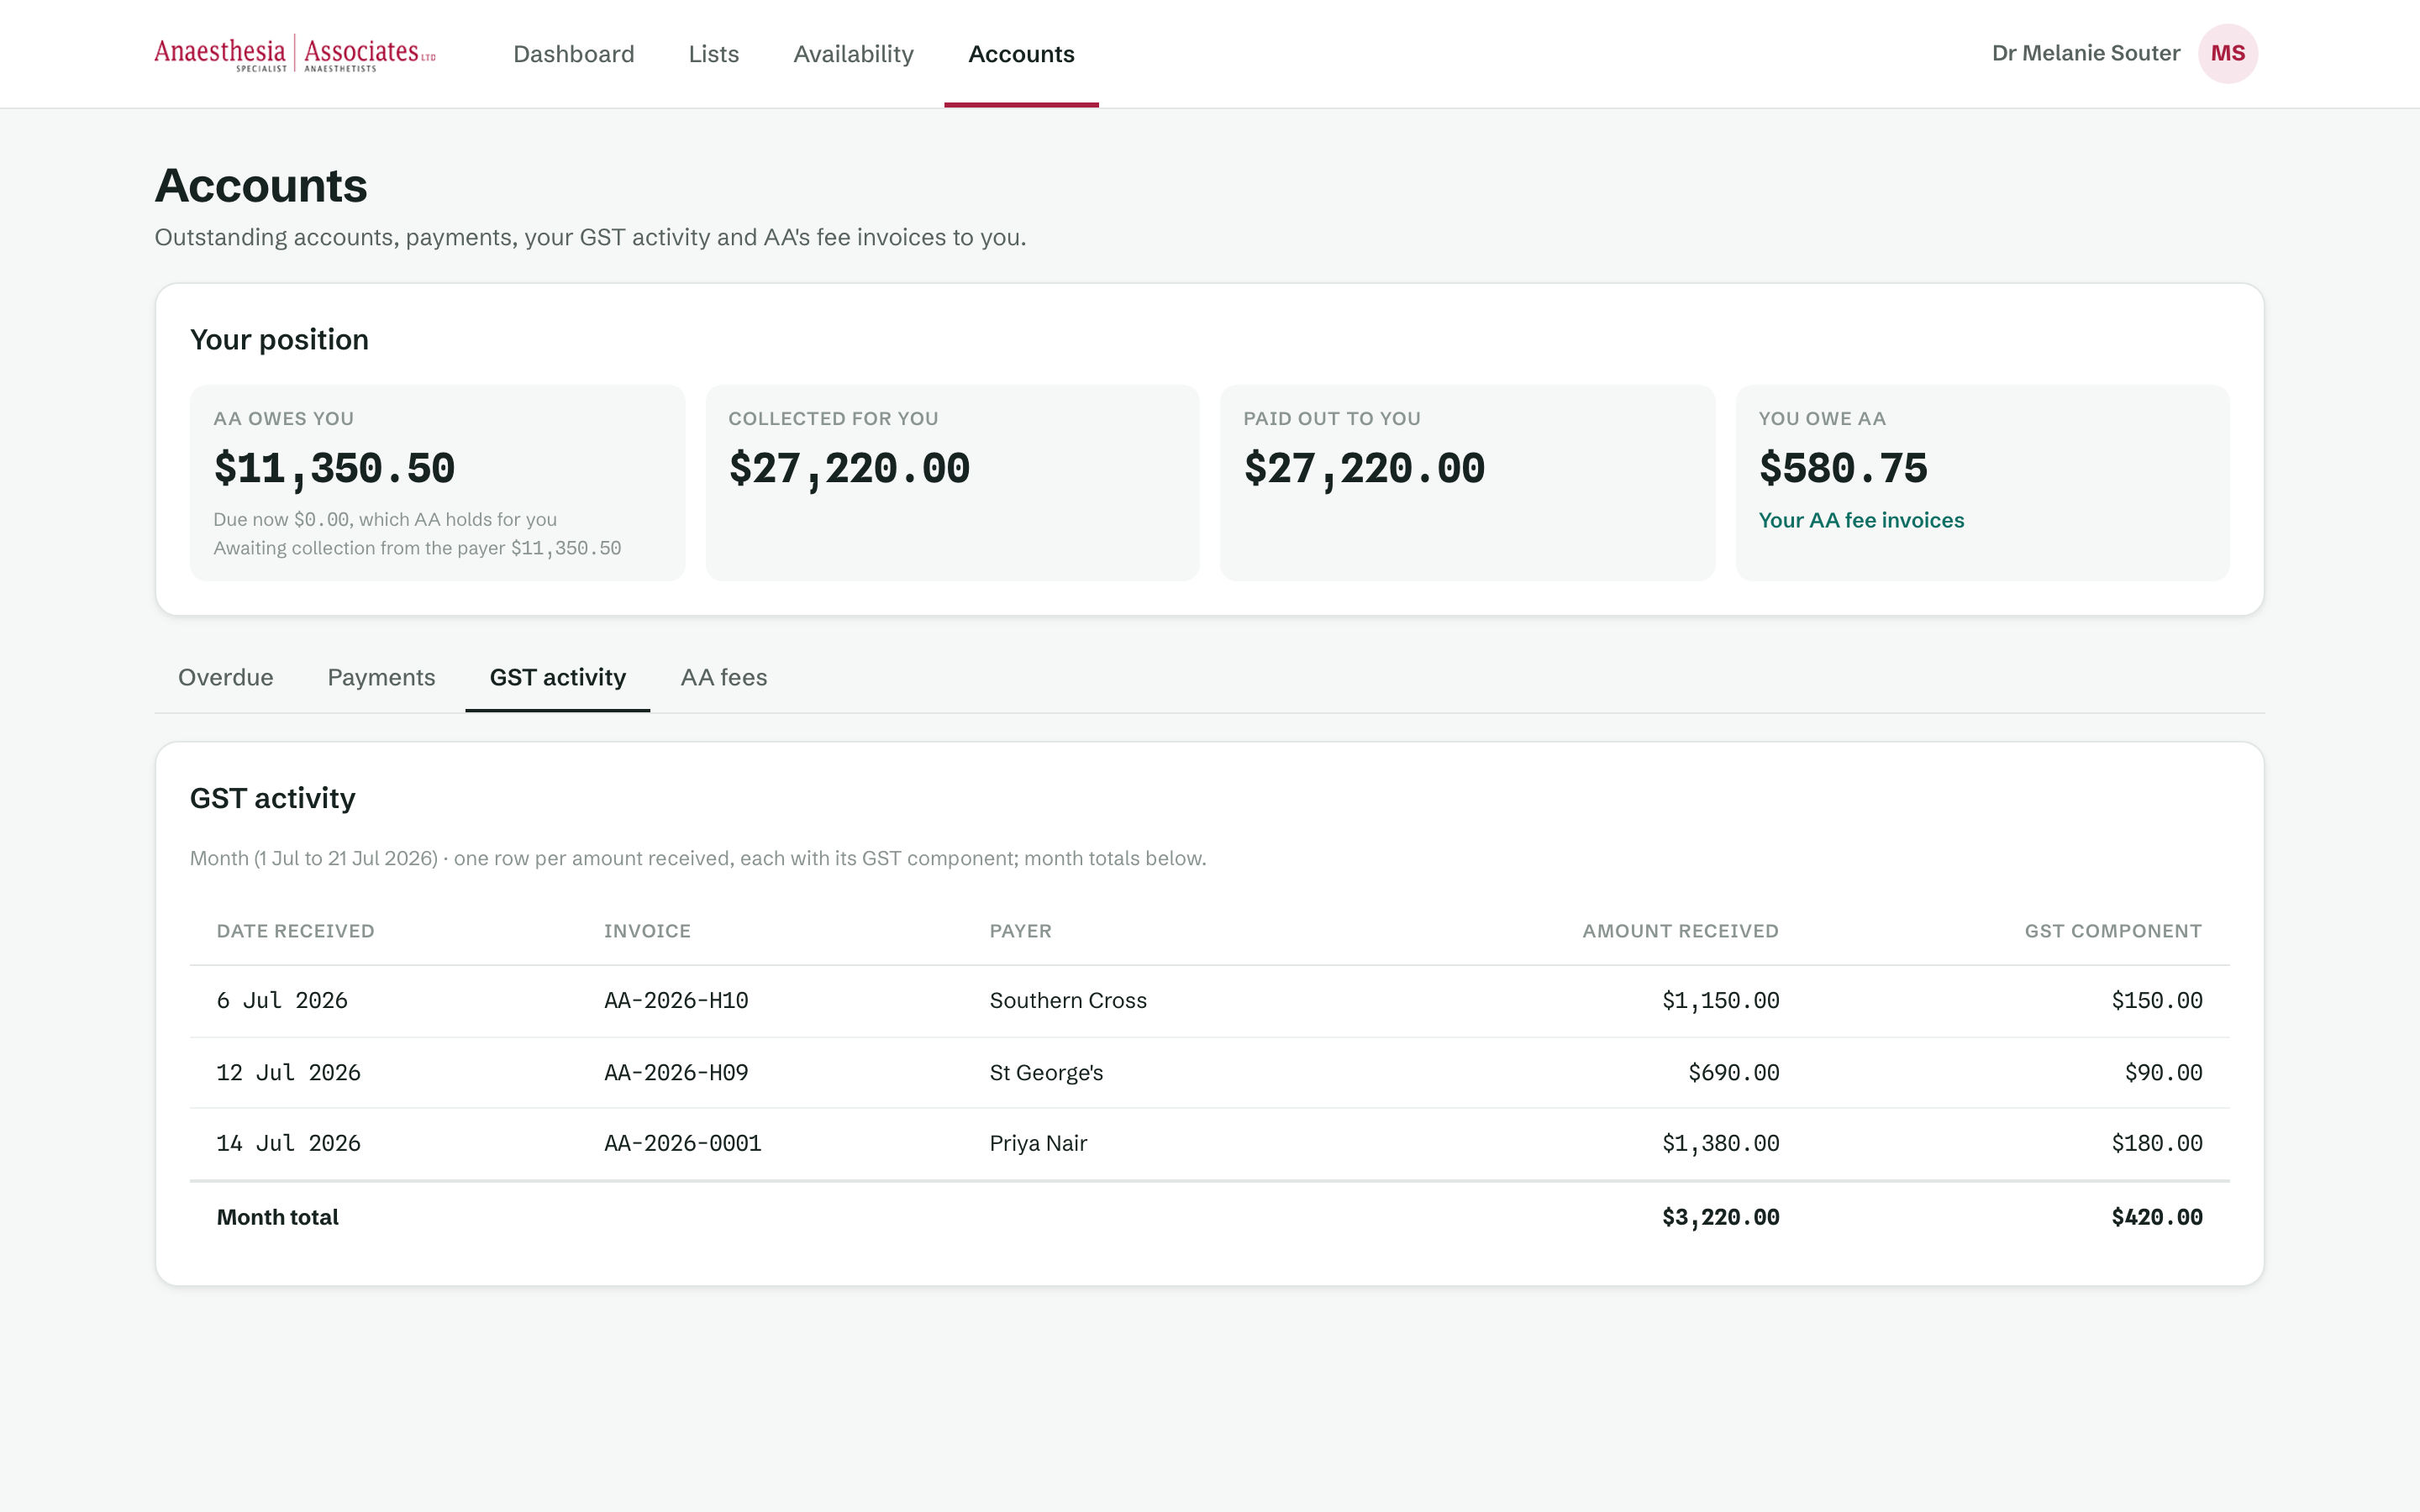 Anaesthesia | Associates LTD
SPECIALIST ANAESTHETISTS
Dashboard
Lists
Availability
Accounts
Dr Melanie Souter
MS
Accounts
Outstanding accounts, payments, your GST activity and AA's fee invoices to you.
Your position
AA OWES YOU
$11,350.50
Due now $0.00, which AA holds for you
Awaiting collection from the payer $11,350.50
COLLECTED FOR YOU
$27,220.00
PAID OUT TO YOU
$27,220.00
YOU OWE AA
$580.75
Your AA fee invoices
Overdue
Payments
GST activity
AA fees
GST activity
Month (1 Jul to 21 Jul 2026) · one row per amount received, each with its GST component; month totals below.
DATE RECEIVED INVOICE PAYER AMOUNT RECEIVED GST COMPONENT
6 Jul 2026 AA-2026-H10 Southern Cross $1,150.00 $150.00
12 Jul 2026 AA-2026-H09 St George's $690.00 $90.00
14 Jul 2026 AA-2026-0001 Priya Nair $1,380.00 $180.00
Month total $3,220.00 $420.00